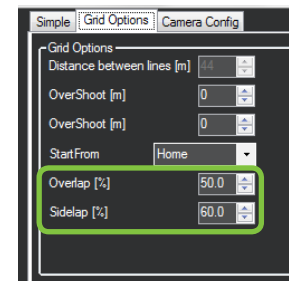 Simple Grid Options Camera Config
Grid Options
Distance between lines [m] 44
OverShoot [m] 0
OverShoot [m] 0
StartFrom Home
Overlap [%] 50.0
Sidelap [%] 60.0